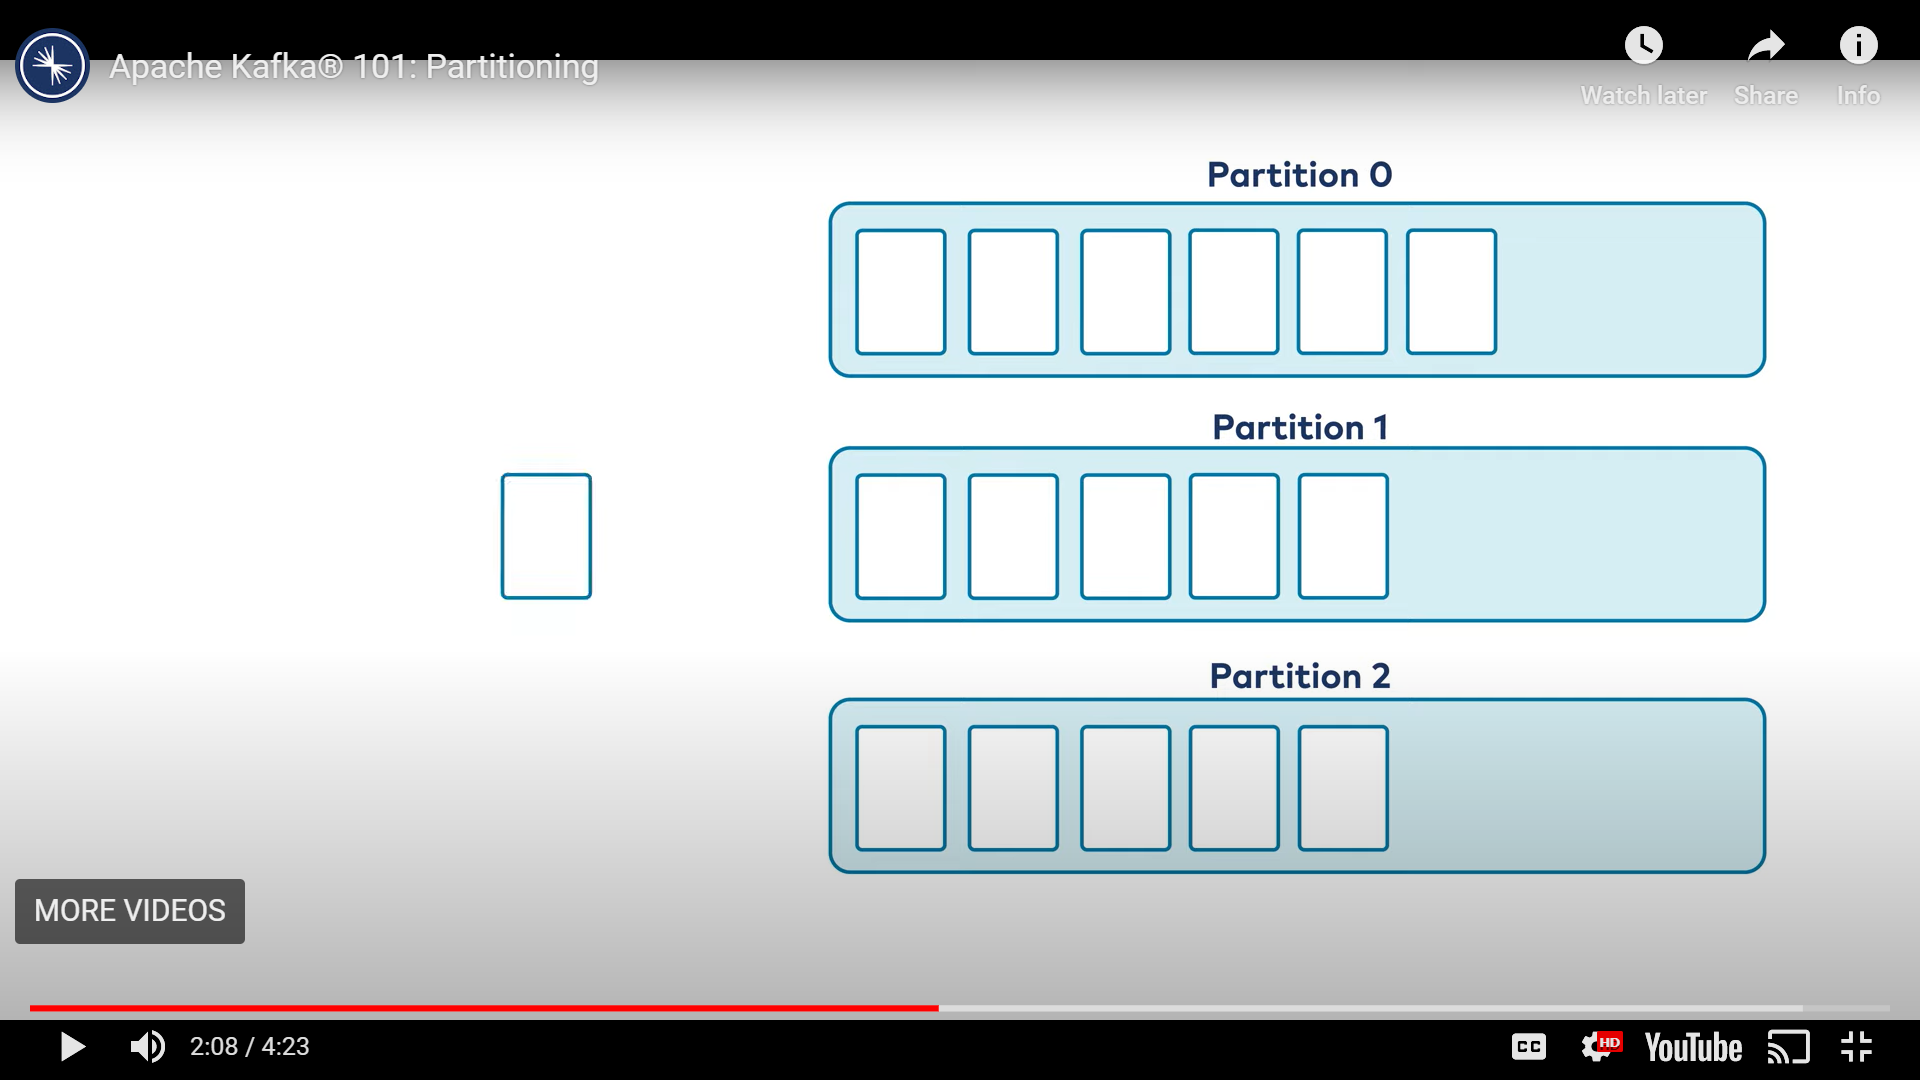 Apache Kafka® 101: Partitioning
Watch later
Share
Info
Partition 0
Partition 1
Partition 2
MORE VIDEOS
2:08 / 4:23
CC
HD
YouTube